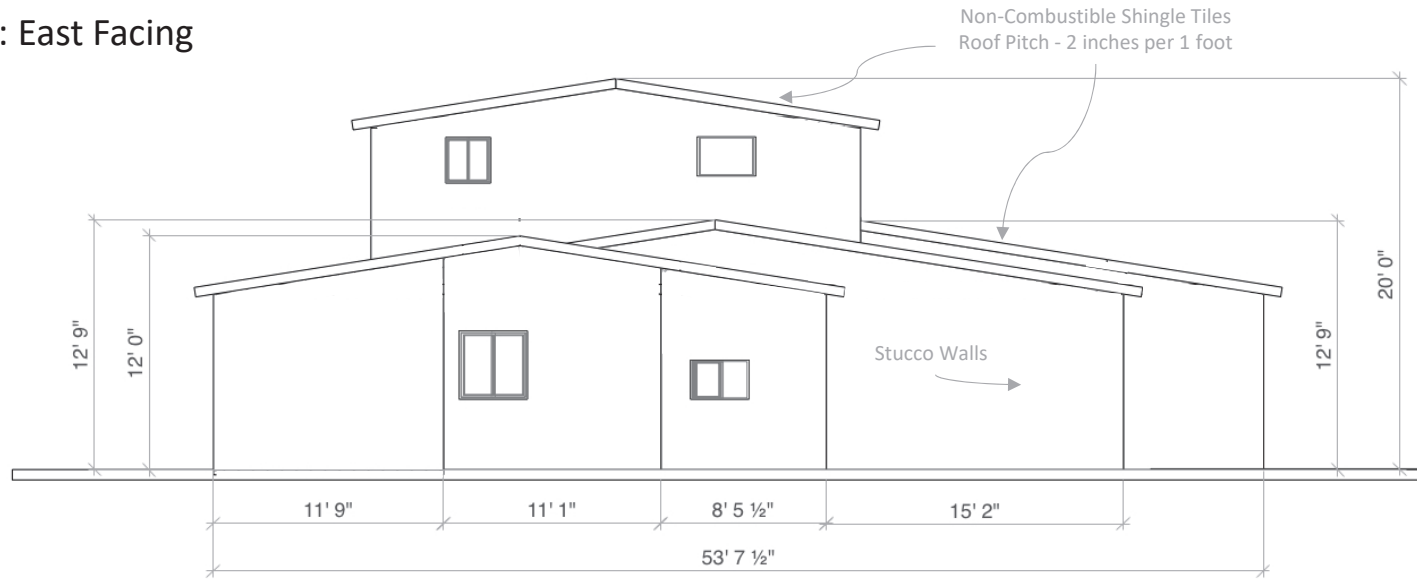 : East Facing
Non-Combustible Shingle Tiles
Roof Pitch - 2 inches per 1 foot
12' 9"
12' 0"
Stucco Walls
12' 9"
20' 0"
11' 9"
11' 1"
8' 5 ½"
15' 2"
53' 7 ½"